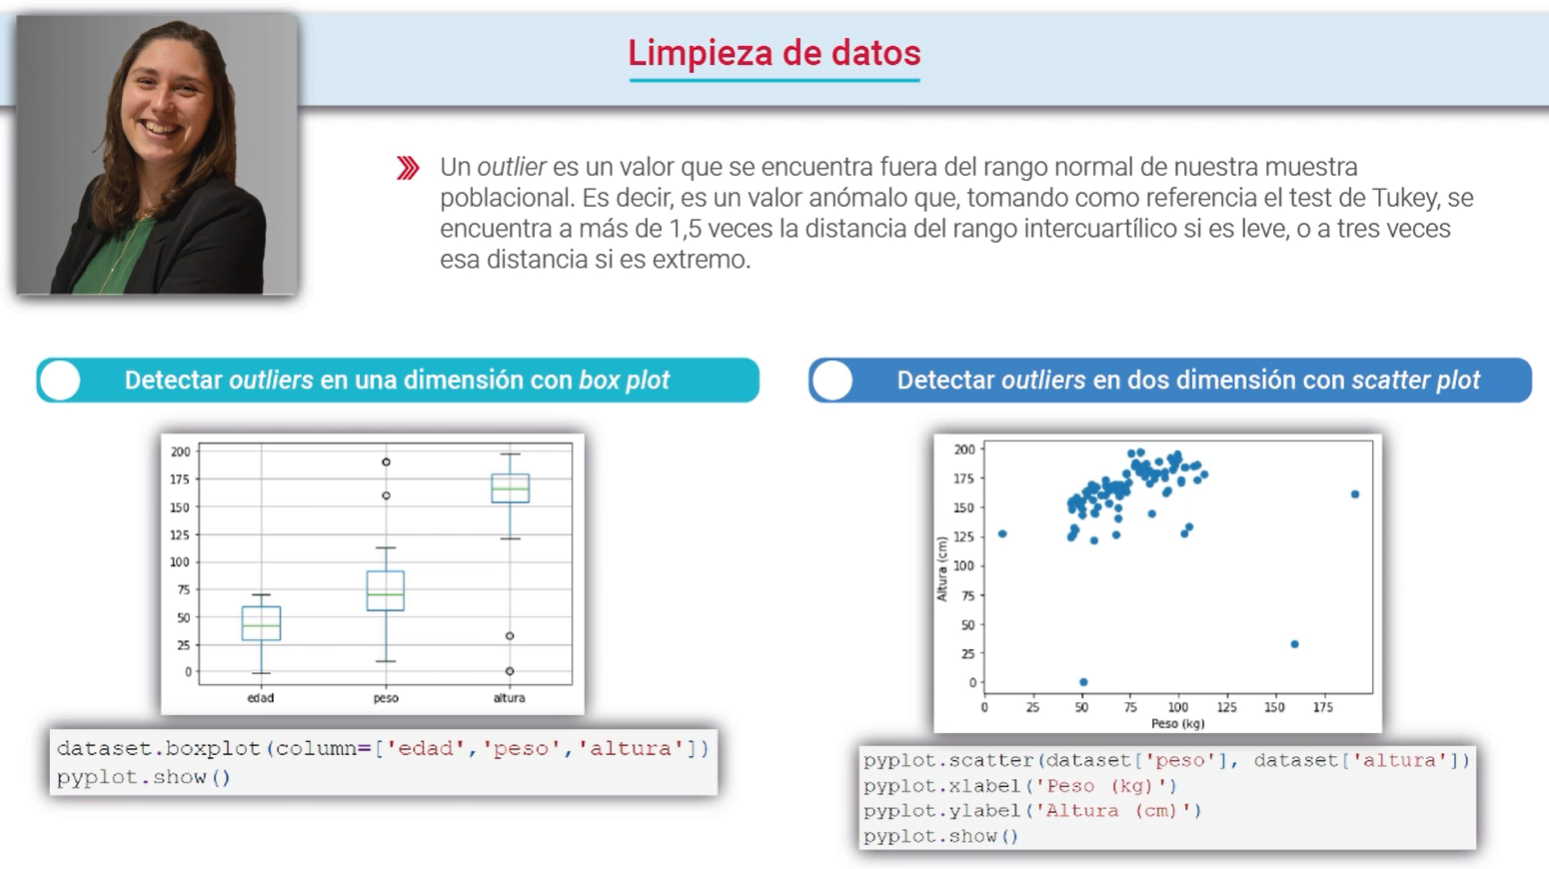 Limpieza de datos
Un outlier es un valor que se encuentra fuera del rango normal de nuestra muestra
poblacional. Es decir, es un valor anómalo que, tomando como referencia el test de Tukey, se
encuentra a más de 1,5 veces la distancia del rango intercuartílico si es leve, o a tres veces
esa distancia si es extremo.
Detectar outliers en una dimensión con box plot
200
175
150
125
100
75
50
25
0
edad peso altura
dataset.boxplot(column=['edad','peso','altura'])
pyplot.show()
Detectar outliers en dos dimensión con scatter plot
Altura (cm)
200
175
150
125
100
75
50
25
0
0 25 50 75 100 125 150 175
Peso (kg)
pyplot.scatter(dataset['peso'], dataset['altura'])
pyplot.xlabel('Peso (kg)')
pyplot.ylabel('Altura (cm)')
pyplot.show()